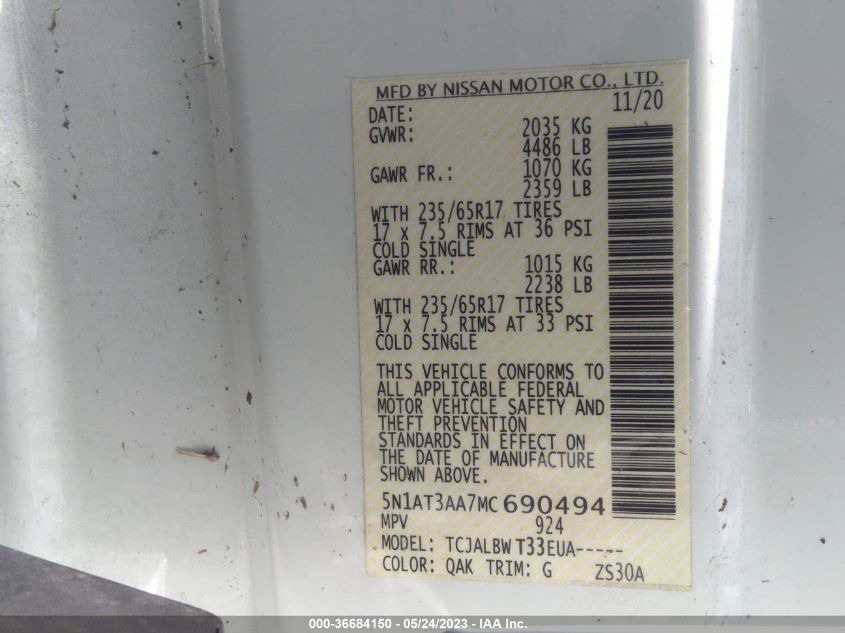 MFD BY NISSAN MOTOR CO., LTD.
DATE: 11/20
GVWR: 2035 KG
4486 LB
GAWR FR.: 1070 KG
2359 LB
WITH 235/65R17 TIRES
17 x 7.5 RIMS AT 36 PSI
COLD SINGLE
GAWR RR.: 1015 KG
2238 LB
WITH 235/65R17 TIRES
17 x 7.5 RIMS AT 33 PSI
COLD SINGLE
THIS VEHICLE CONFORMS TO
ALL APPLICABLE FEDERAL
MOTOR VEHICLE SAFETY AND
THEFT PREVENTION
STANDARDS IN EFFECT ON
THE DATE OF MANUFACTURE
SHOWN ABOVE.
5N1AT3AA7MC690494
MPV 924
MODEL: TCJALBW T33EUA-----
COLOR: QAK TRIM: G ZS30A
000-36684150 - 05/24/2023 - IAA Inc.